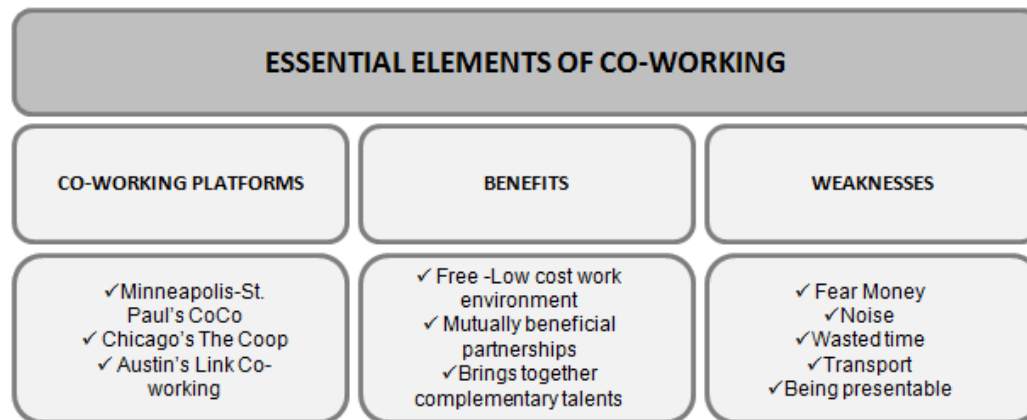 ESSENTIAL ELEMENTS OF CO-WORKING
CO-WORKING PLATFORMS
BENEFITS
WEAKNESSES
✓Minneapolis-St.
Paul's CoCo
✓ Chicago's The Coop
✓ Austin's Link Co-
working
✓ Free -Low cost work
environment
✓ Mutually beneficial
partnerships
✓Brings together
complementary talents
✓ Fear Money
✓Noise
✓Wasted time
✓Transport
✓Being presentable